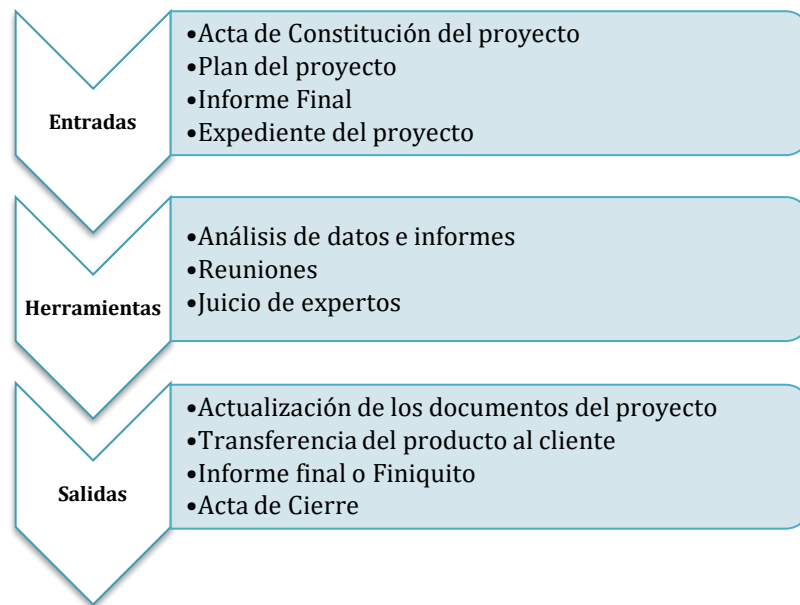 Entradas
•Acta de Constitución del proyecto
•Plan del proyecto
•Informe Final
•Expediente del proyecto
Herramientas
•Análisis de datos e informes
•Reuniones
•Juicio de expertos
Salidas
•Actualización de los documentos del proyecto
•Transferencia del producto al cliente
•Informe final o Finiquito
•Acta de Cierre